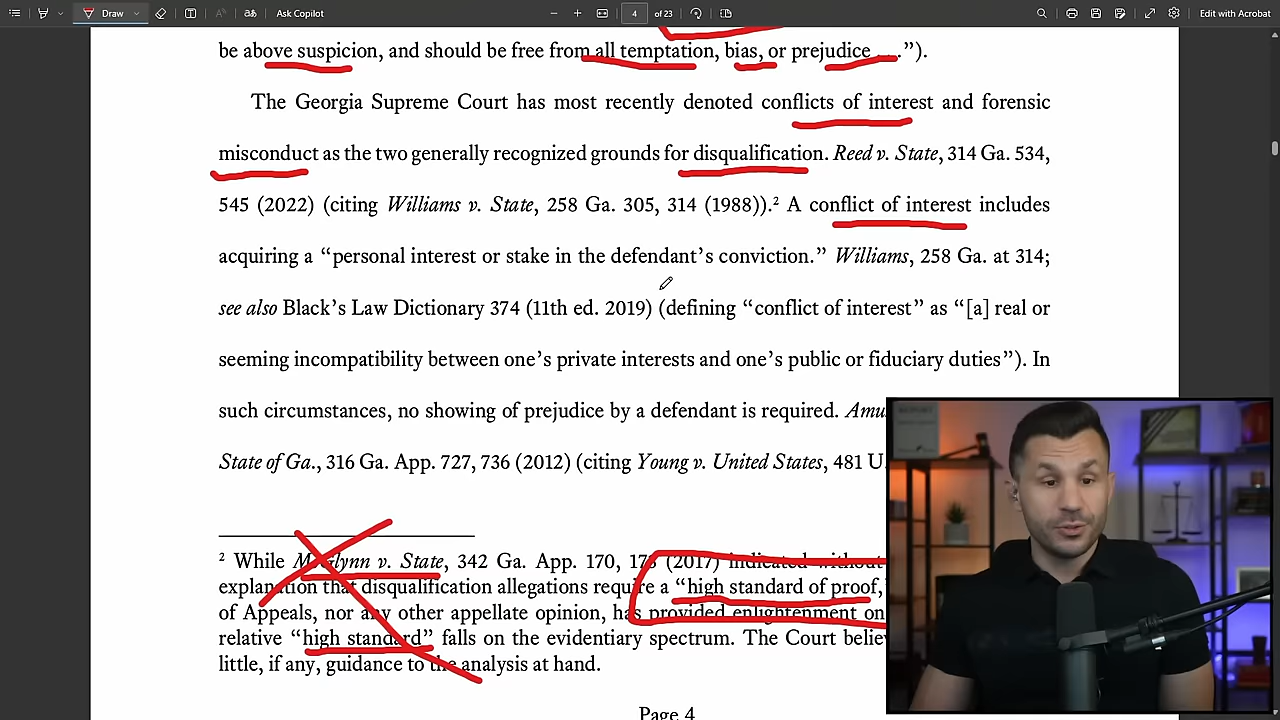 Draw
Ask Copilot
4 of 23
Edit with Acrobat
be above suspicion, and should be free from all temptation, bias, or prejudice . . .”).
The Georgia Supreme Court has most recently denoted conflicts of interest and forensic
misconduct as the two generally recognized grounds for disqualification. Reed v. State, 314 Ga. 534,
545 (2022) (citing Williams v. State, 258 Ga. 305, 314 (1988)).² A conflict of interest includes
acquiring a “personal interest or stake in the defendant’s conviction.” Williams, 258 Ga. at 314;
see also Black’s Law Dictionary 374 (11th ed. 2019) (defining “conflict of interest” as “[a] real or
seeming incompatibility between one’s private interests and one’s public or fiduciary duties”). In
such circumstances, no showing of prejudice by a defendant is required.
State of Ga., 316 Ga. App. 727, 736 (2012) (citing Young v. United States, 481 U.
² While McGlynn v. State, 342 Ga. App. 170, (2017) indicated without
explanation that disqualification allegations require a “high standard of proof,
of Appeals, nor any other appellate opinion, has provided enlightenment on
relative “high standard” falls on the evidentiary spectrum. The Court
little, if any, guidance to the analysis at hand.
Page 4